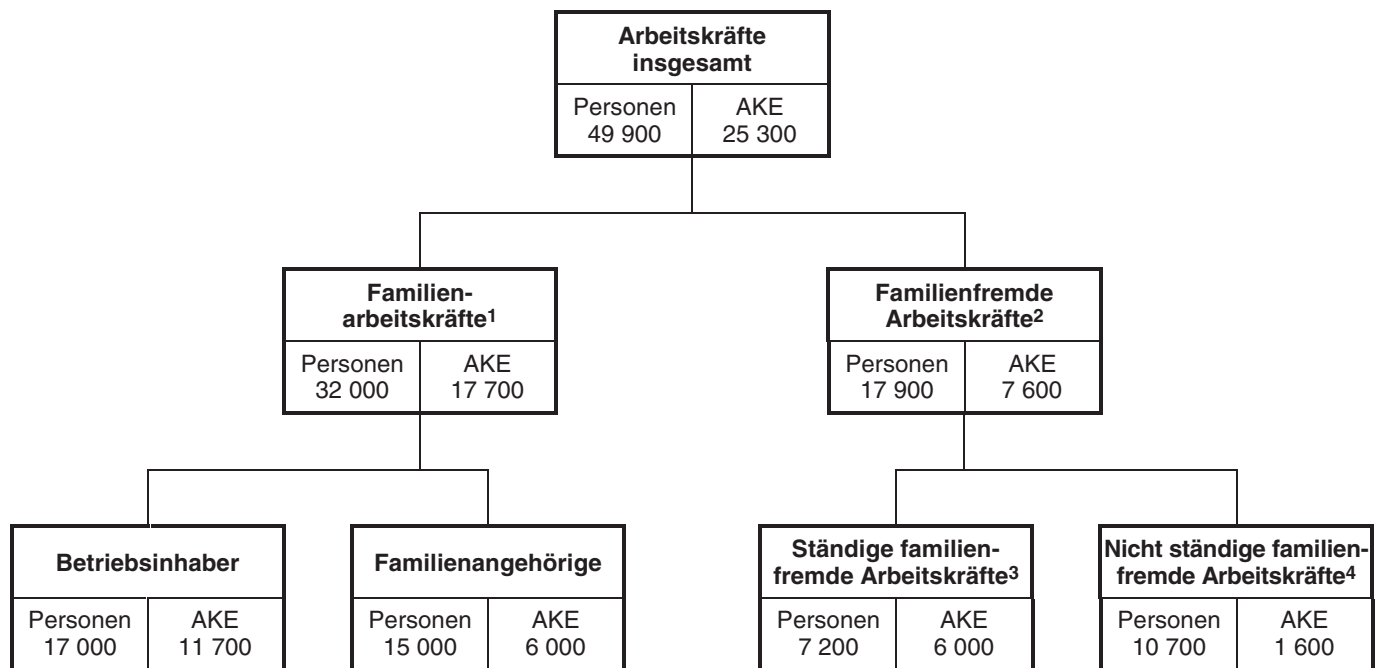 Arbeitskräfte
insgesamt
Personen AKE
49 900 25 300
Familien-
arbeitskräfte1
Personen AKE
32 000 17 700
Familienfremde
Arbeitskräfte2
Personen AKE
17 900 7 600
Betriebsinhaber
Personen AKE
17 000 11 700
Familienangehörige
Personen AKE
15 000 6 000
Ständige familien-
fremde Arbeitskräfte3
Personen AKE
7 200 6 000
Nicht ständige familien-
fremde Arbeitskräfte4
Personen AKE
10 700 1 600